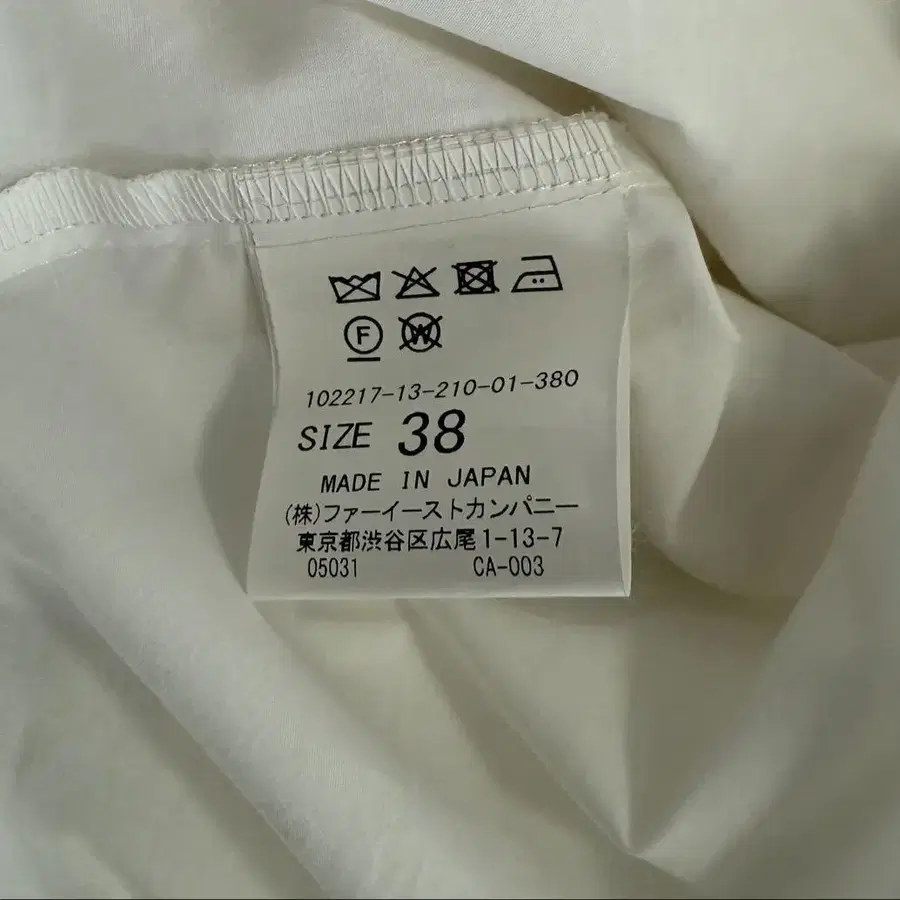 F W
102217-13-210-01-380
SIZE 38
MADE IN JAPAN
(株)ファーイーストカンパニー
東京都渋谷区広尾1-13-7
05031 CA-003